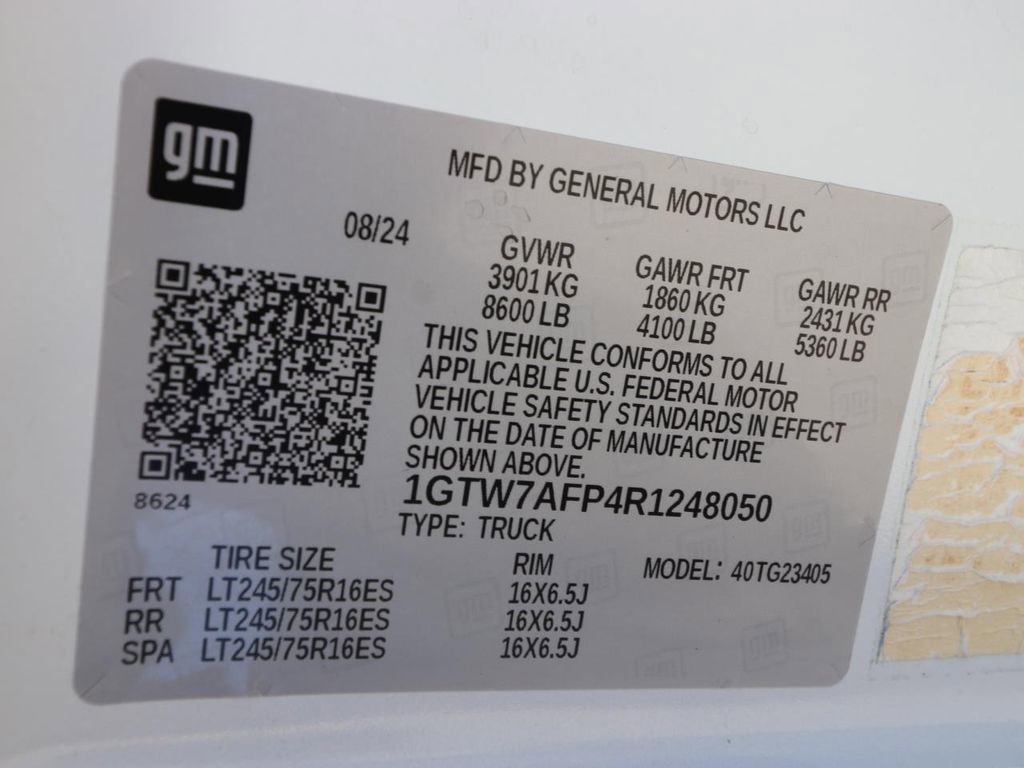 gm
MFD BY GENERAL MOTORS LLC
08/24
GVWR GAWR FRT GAWR RR
3901 KG 1860 KG 2431 KG
8600 LB 4100 LB 5360 LB
THIS VEHICLE CONFORMS TO ALL
APPLICABLE U.S. FEDERAL MOTOR
VEHICLE SAFETY STANDARDS IN EFFECT
ON THE DATE OF MANUFACTURE
SHOWN ABOVE.
8624
1GTW7AFP4R1248050
TYPE: TRUCK
TIRE SIZE RIM MODEL: 40TG23405
FRT LT245/75R16ES 16X6.5J
RR LT245/75R16ES 16X6.5J
SPA LT245/75R16ES 16X6.5J